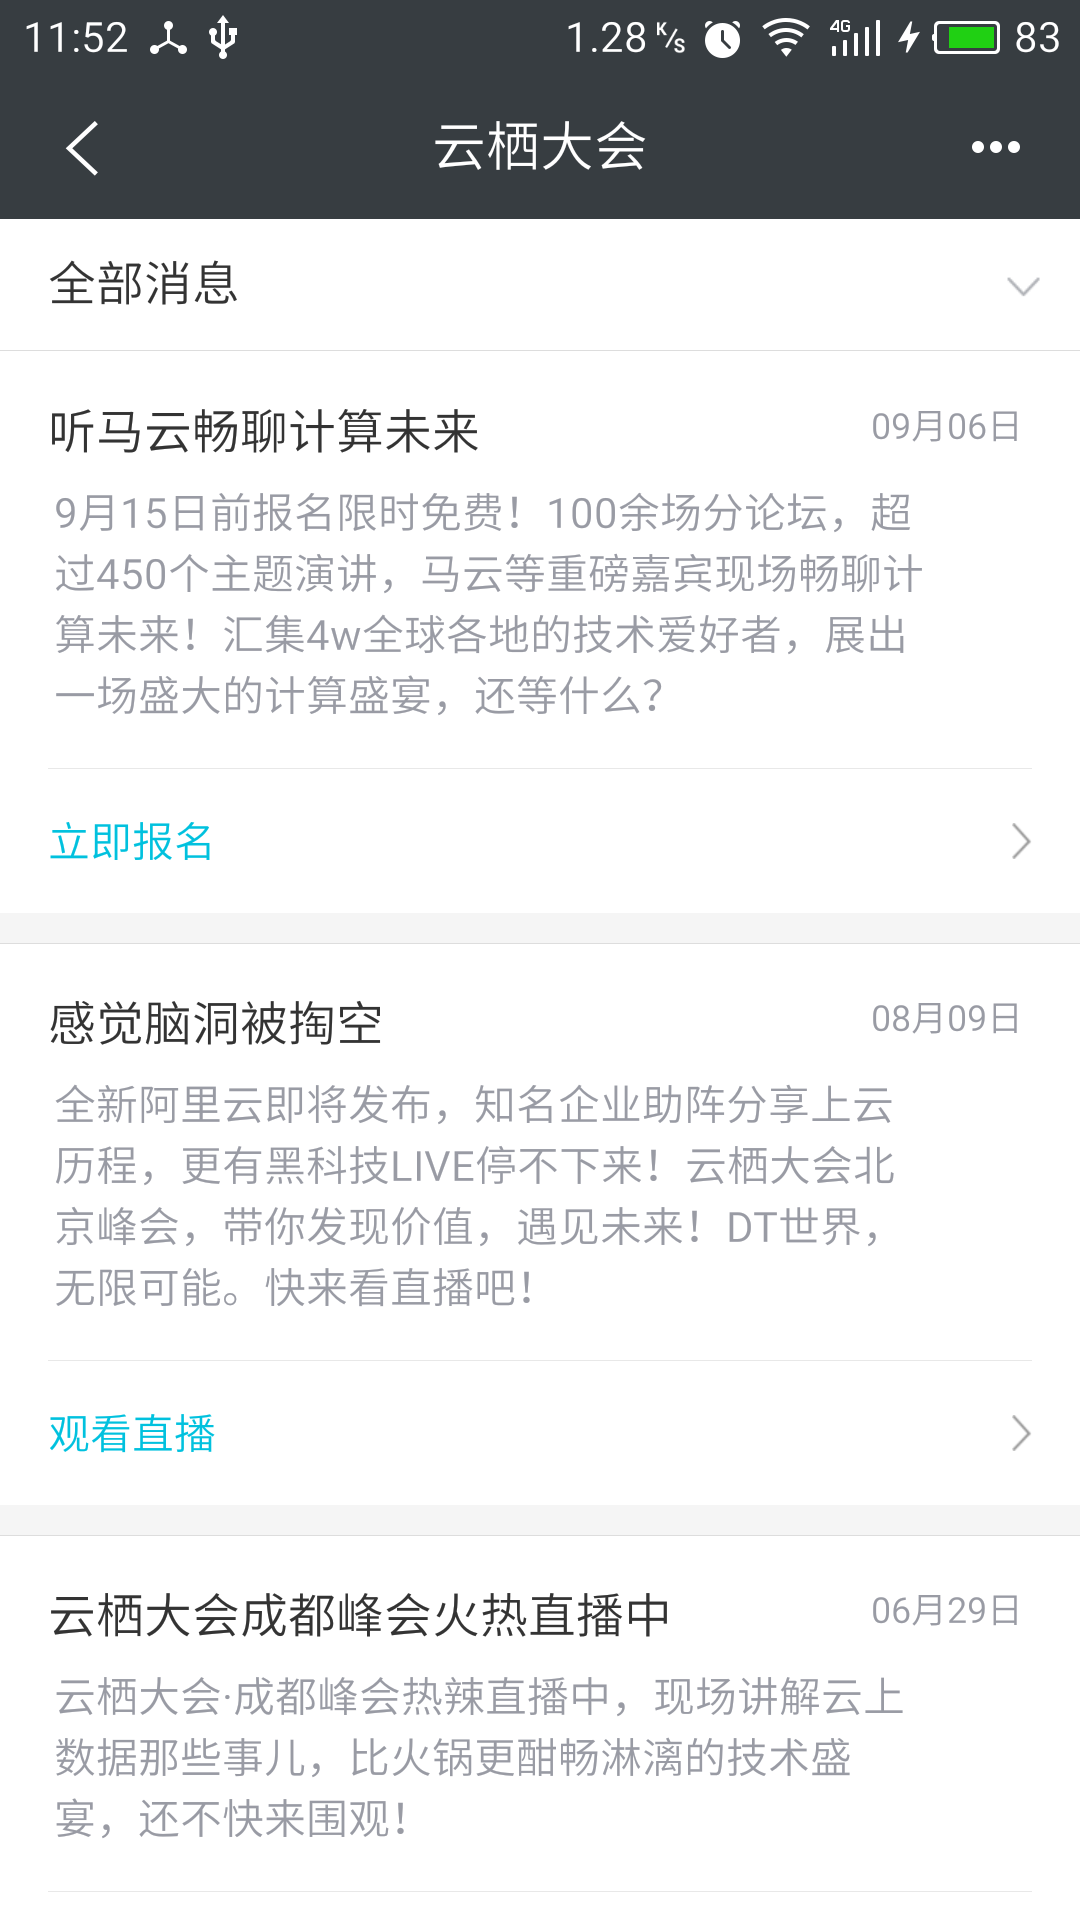 11:52
1.28 K/S
4G
83
云栖大会
全部消息
听马云畅聊计算未来
09月06日
9月15日前报名限时免费！100余场分论坛，超
过450个主题演讲，马云等重磅嘉宾现场畅聊计
算未来！汇集4w全球各地的技术爱好者，展出
一场盛大的计算盛宴，还等什么？
立即报名
感觉脑洞被掏空
08月09日
全新阿里云即将发布，知名企业助阵分享上云
历程，更有黑科技LIVE停不下来！云栖大会北
京峰会，带你发现价值，遇见未来！DT世界，
无限可能。快来看直播吧！
观看直播
云栖大会成都峰会火热直播中
06月29日
云栖大会·成都峰会热辣直播中，现场讲解云上
数据那些事儿，比火锅更酣畅淋漓的技术盛
宴，还不快来围观！